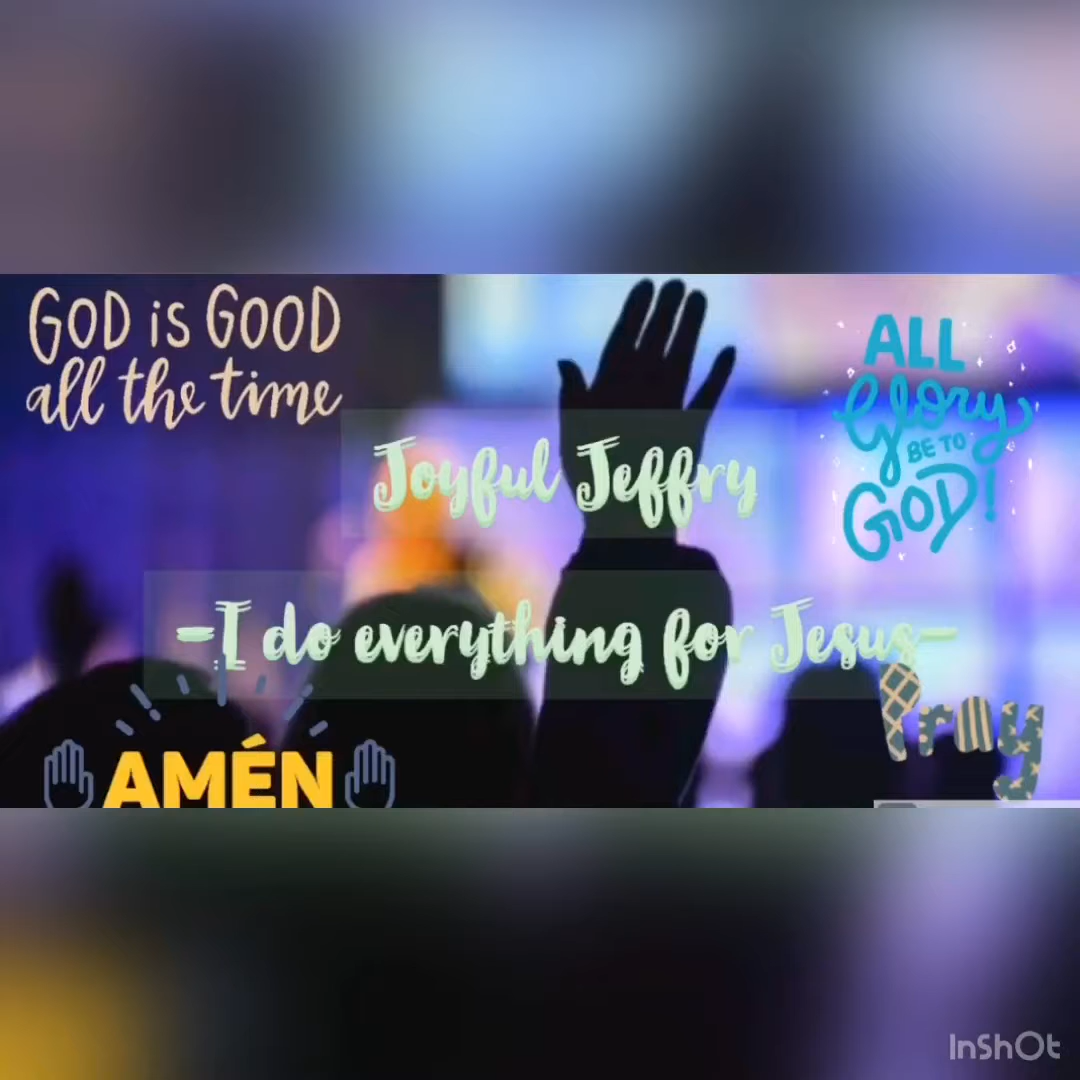 GOD is GOOD
all the time
ALL
Glory
BE TO
GOD!
Joyful Jeffry
-I do everything for Jesus-
Pray
AMÉN
InShOt